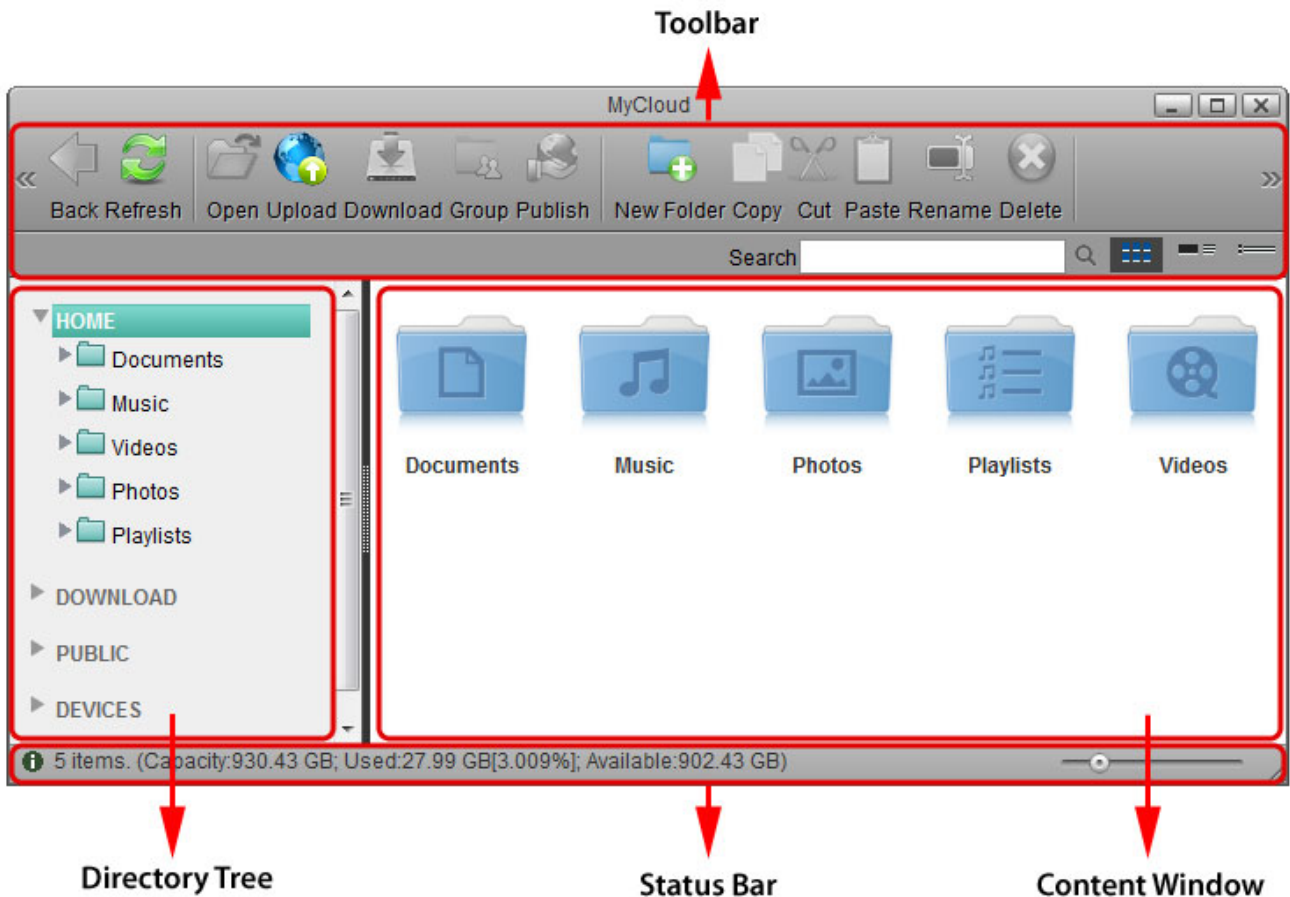 Toolbar
MyCloud
Back Refresh Open Upload Download Group Publish New Folder Copy Cut Paste Rename Delete
Search
HOME
Documents
Music
Videos
Photos
Playlists
DOWNLOAD
PUBLIC
DEVICES
Documents Music Photos Playlists Videos
5 items. (Capacity:930.43 GB; Used:27.99 GB[3.009%]; Available:902.43 GB)
Directory Tree Status Bar Content Window